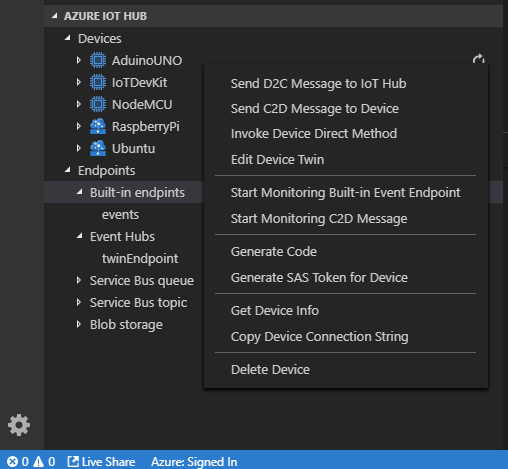 AZURE IOT HUB
Devices
AduinoUNO
IoTDevKit
NodeMCU
RaspberryPi
Ubuntu
Endpoints
Built-in endpints
events
Event Hubs
twinEndpoint
Service Bus queue
Service Bus topic
Blob storage
Send D2C Message to IoT Hub
Send C2D Message to Device
Invoke Device Direct Method
Edit Device Twin
Start Monitoring Built-in Event Endpoint
Start Monitoring C2D Message
Generate Code
Generate SAS Token for Device
Get Device Info
Copy Device Connection String
Delete Device
0 0 Live Share Azure: Signed In